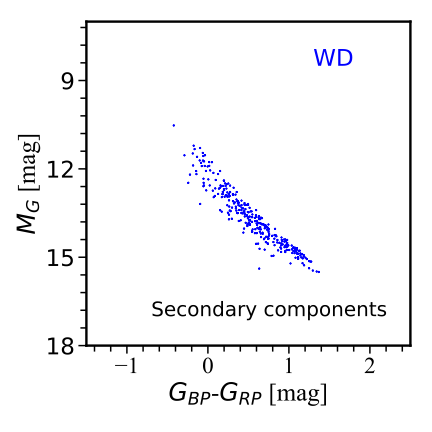 WD
9
12
15
18
Secondary components
−1
0
1
2
M_G [mag]
G_BP-G_RP [mag]